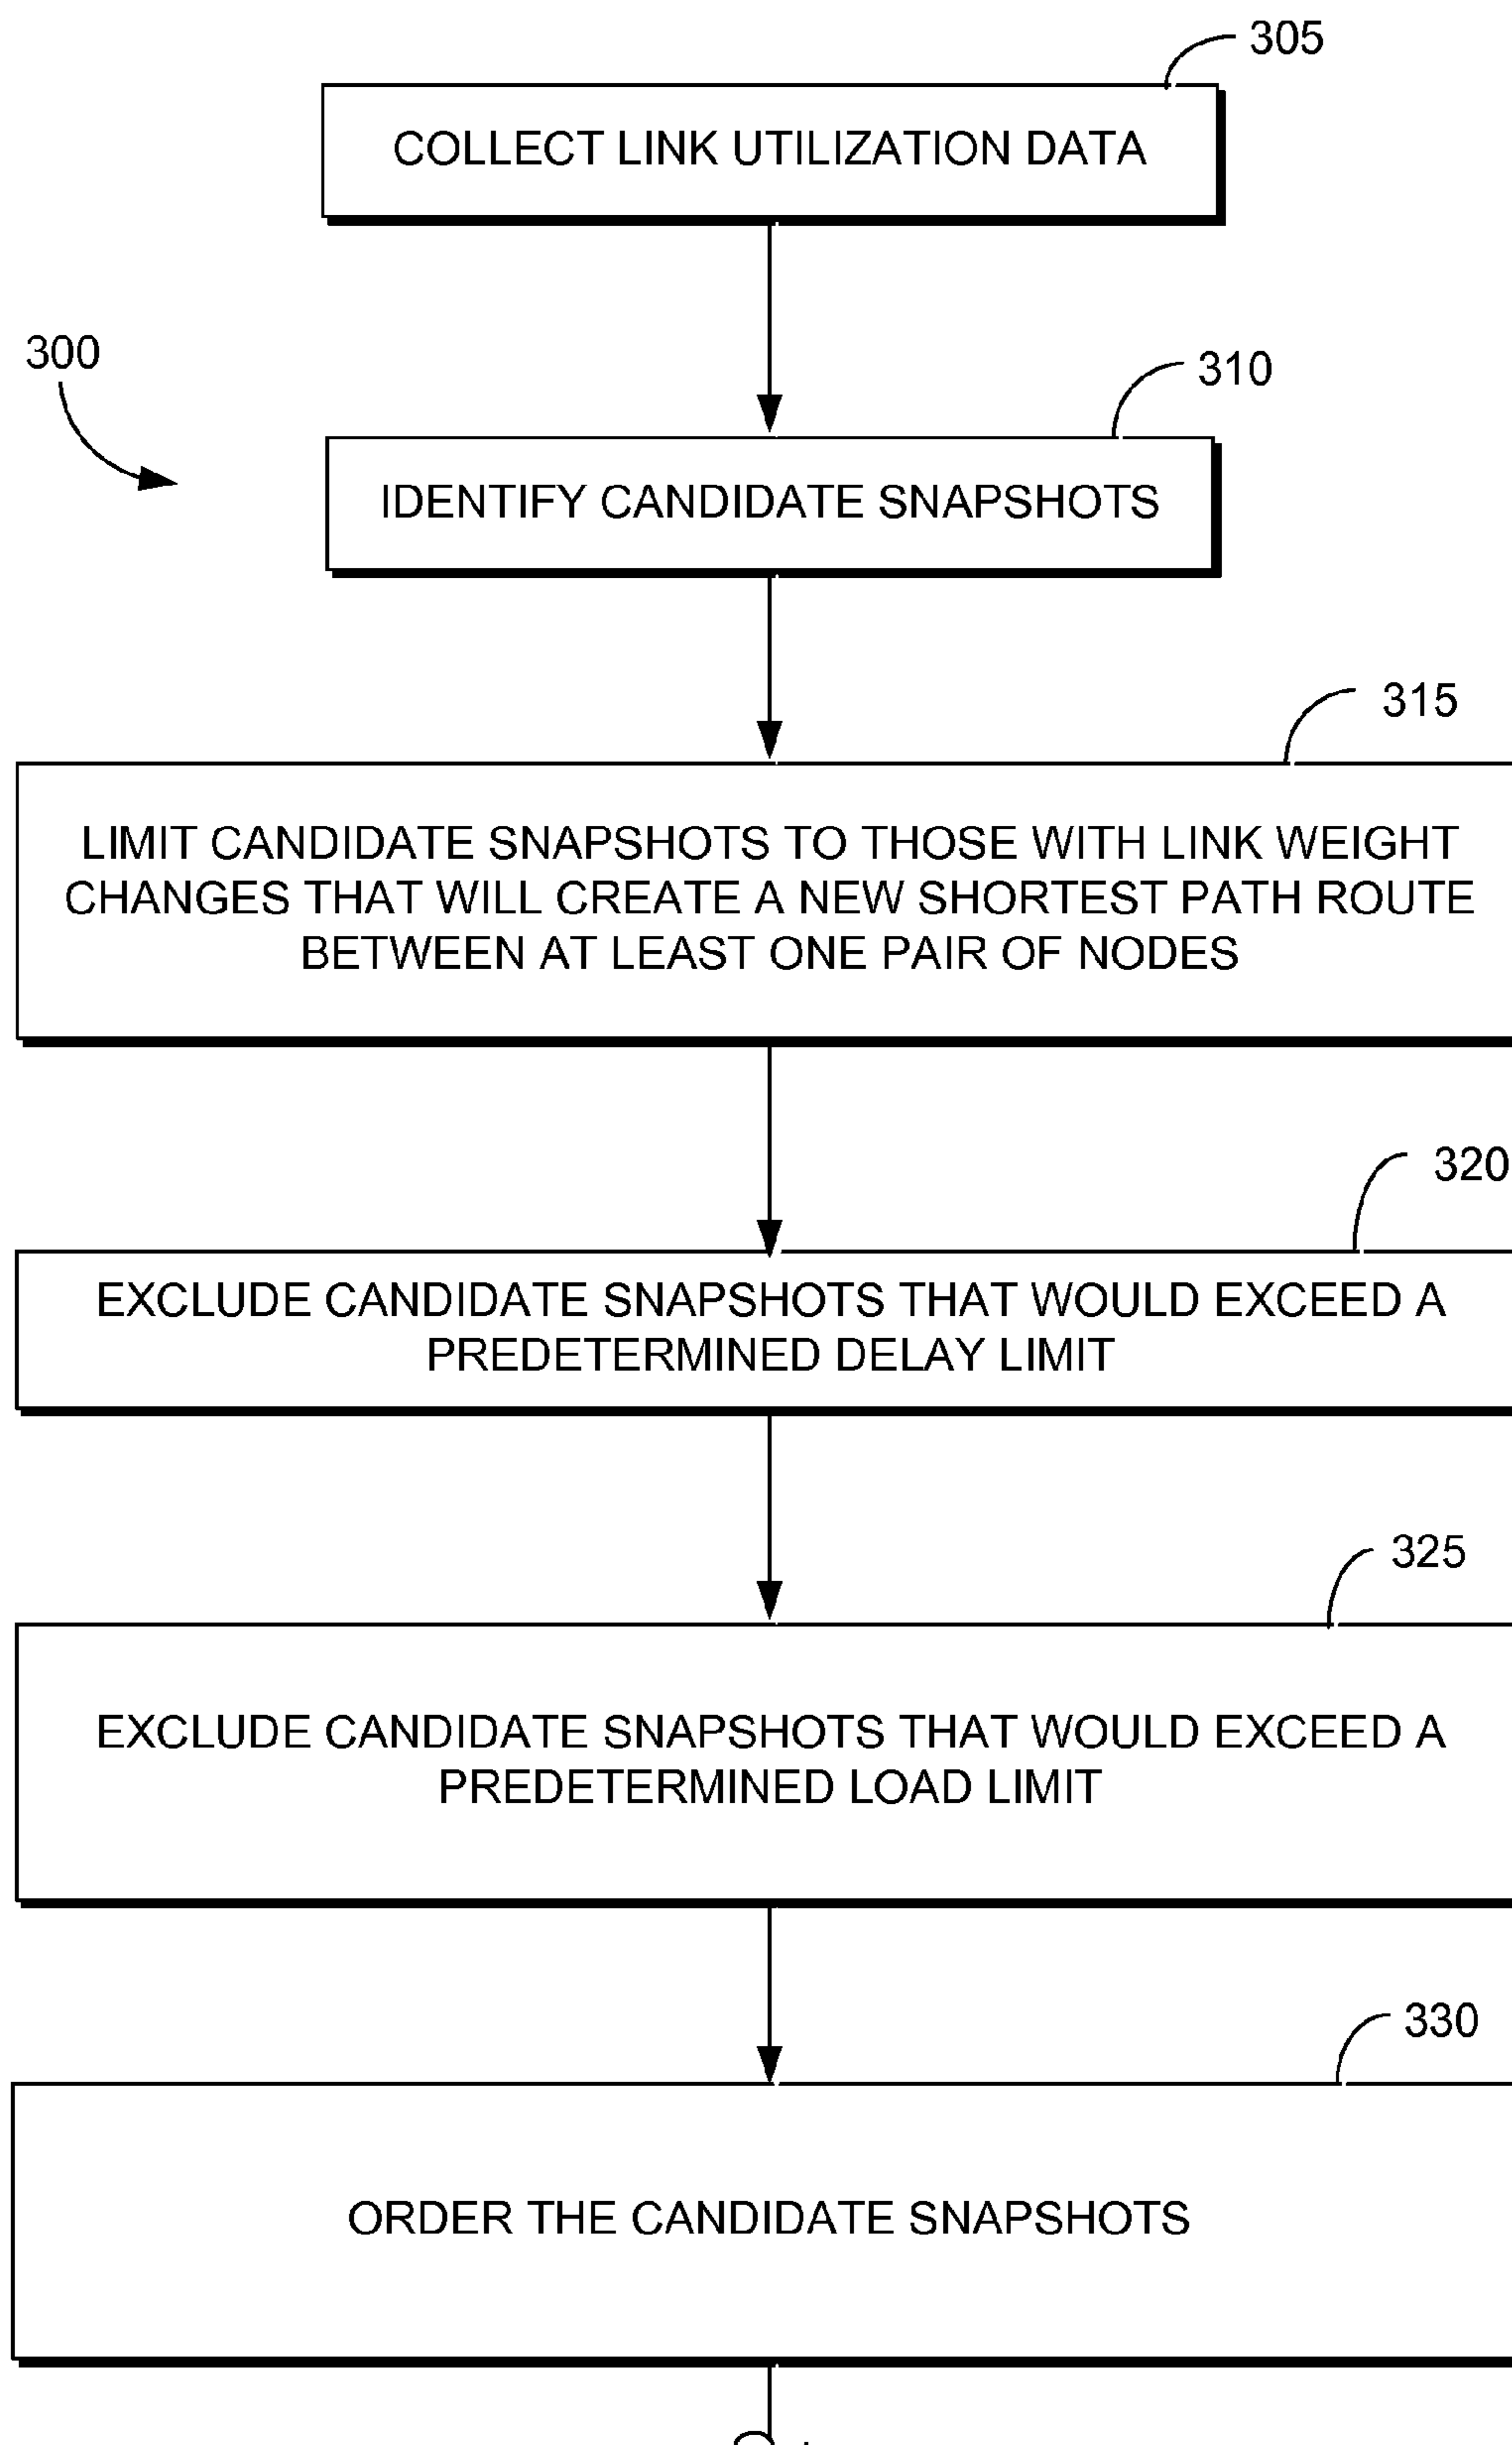 305
COLLECT LINK UTILIZATION DATA
300
310
IDENTIFY CANDIDATE SNAPSHOTS
315
LIMIT CANDIDATE SNAPSHOTS TO THOSE WITH LINK WEIGHT
CHANGES THAT WILL CREATE A NEW SHORTEST PATH ROUTE
BETWEEN AT LEAST ONE PAIR OF NODES
320
EXCLUDE CANDIDATE SNAPSHOTS THAT WOULD EXCEED A
PREDETERMINED DELAY LIMIT
325
EXCLUDE CANDIDATE SNAPSHOTS THAT WOULD EXCEED A
PREDETERMINED LOAD LIMIT
330
ORDER THE CANDIDATE SNAPSHOTS